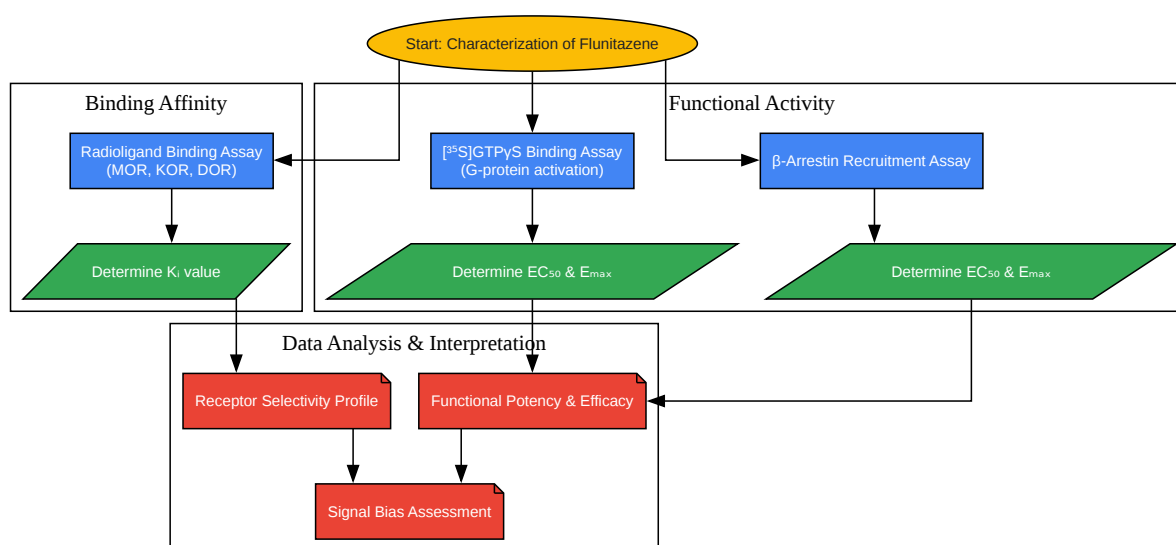 Start: Characterization of Flunitazene
Binding Affinity
Functional Activity
Radioligand Binding Assay
(MOR, KOR, DOR)
[³⁵S]GTPγS Binding Assay
(G-protein activation)
β-Arrestin Recruitment Assay
Determine Kᵢ value
Determine EC₅₀ & Eₘₐₓ
Determine EC₅₀ & Eₘₐₓ
Data Analysis & Interpretation
Receptor Selectivity Profile
Functional Potency & Efficacy
Signal Bias Assessment